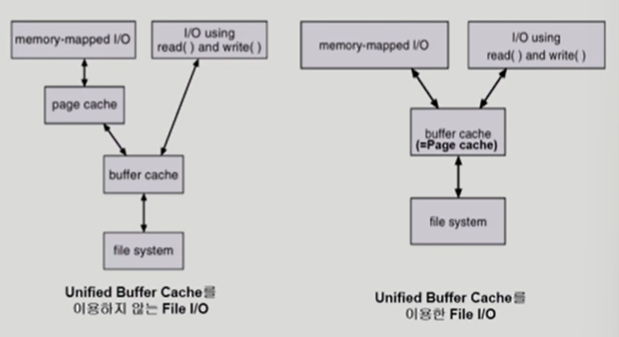 memory-mapped I/O
I/O using
read( ) and write( )
page cache
buffer cache
file system
Unified Buffer Cache를
이용하지 않는 File I/O
memory-mapped I/O
I/O using
read( ) and write( )
buffer cache
(=Page cache)
file system
Unified Buffer Cache를
이용한 File I/O